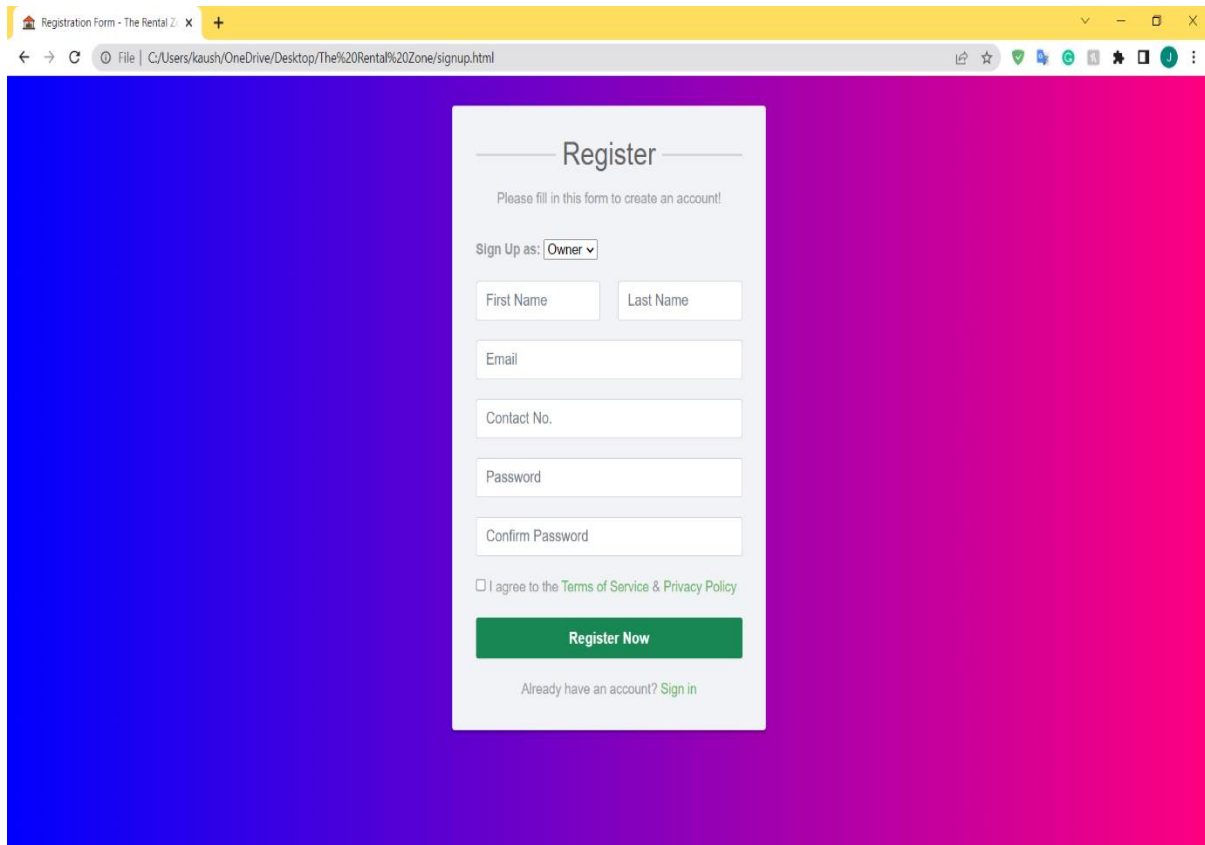 Registration Form - The Rental Z
File | C:/Users/kaush/OneDrive/Desktop/The%20Rental%20Zone/signup.html
J
Register
Please fill in this form to create an account!
Sign Up as: Owner
First Name Last Name
Email
Contact No.
Password
Confirm Password
I agree to the Terms of Service & Privacy Policy
Register Now
Already have an account? Sign in